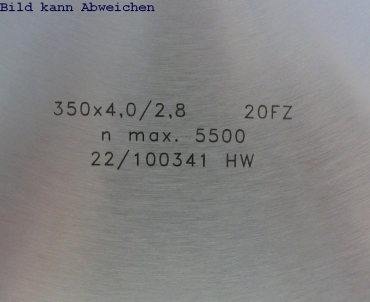 Bild kann Abweichen
350x4,0/2,8 20FZ
n max. 5500
22/100341 HW